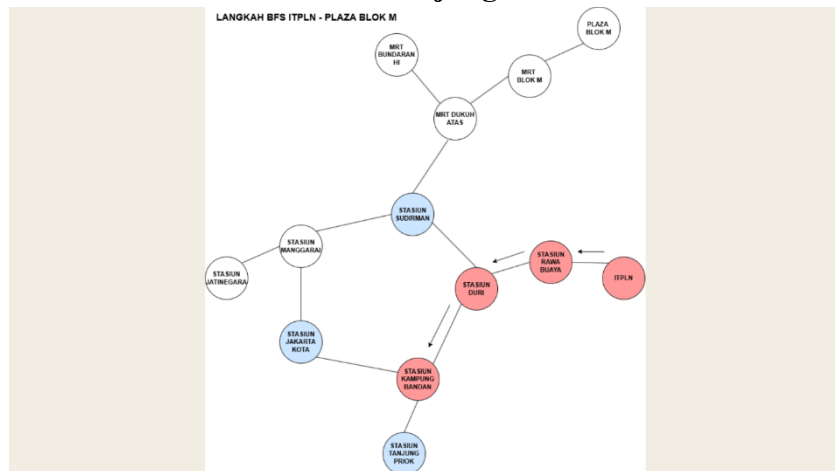 LANGKAH BFS ITPLN - PLAZA BLOK M
PLAZA
BLOK M
MRT
BUNDARAN
HI
MRT
BLOK M
MRT DUKUH
ATAS
STASIUN
SUDIRMAN
STASIUN
MANGGARAI
STASIUN
JATINEGARA
STASIUN
RAWA
BUAYA
ITPLN
STASIUN
DURI
STASIUN
JAKARTA
KOTA
STASIUN
KAMPUNG
BANDAN
STASIUN
TANJUNG
PRIOK